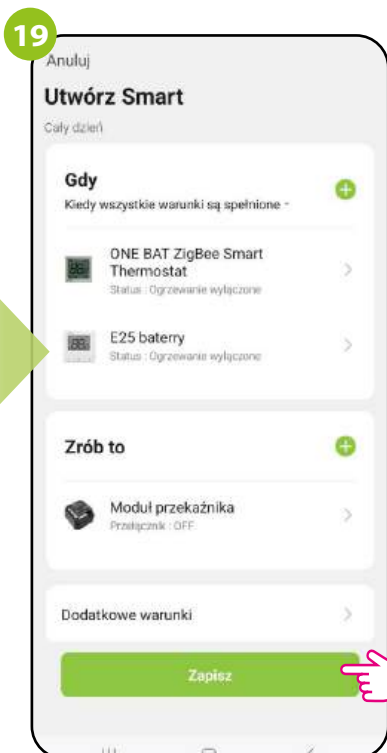 19
Anuluj
Utwórz Smart
Cały dzień
Gdy
Kiedy wszystkie warunki są spełnione
ONE BAT ZigBee Smart
Thermostat
Status : Ogrzewanie wyłączone
E25 baterry
Status : Ogrzewanie wyłączone
Zrób to
Moduł przekaźnika
Przełącznik : OFF
Dodatkowe warunki
Zapisz